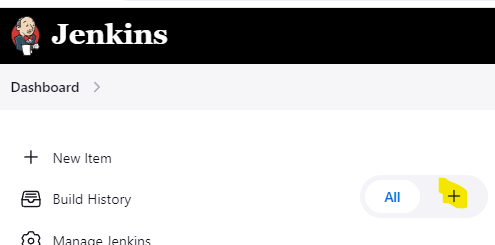 Jenkins
Dashboard
New Item
Build History
All
Manage Jenkins